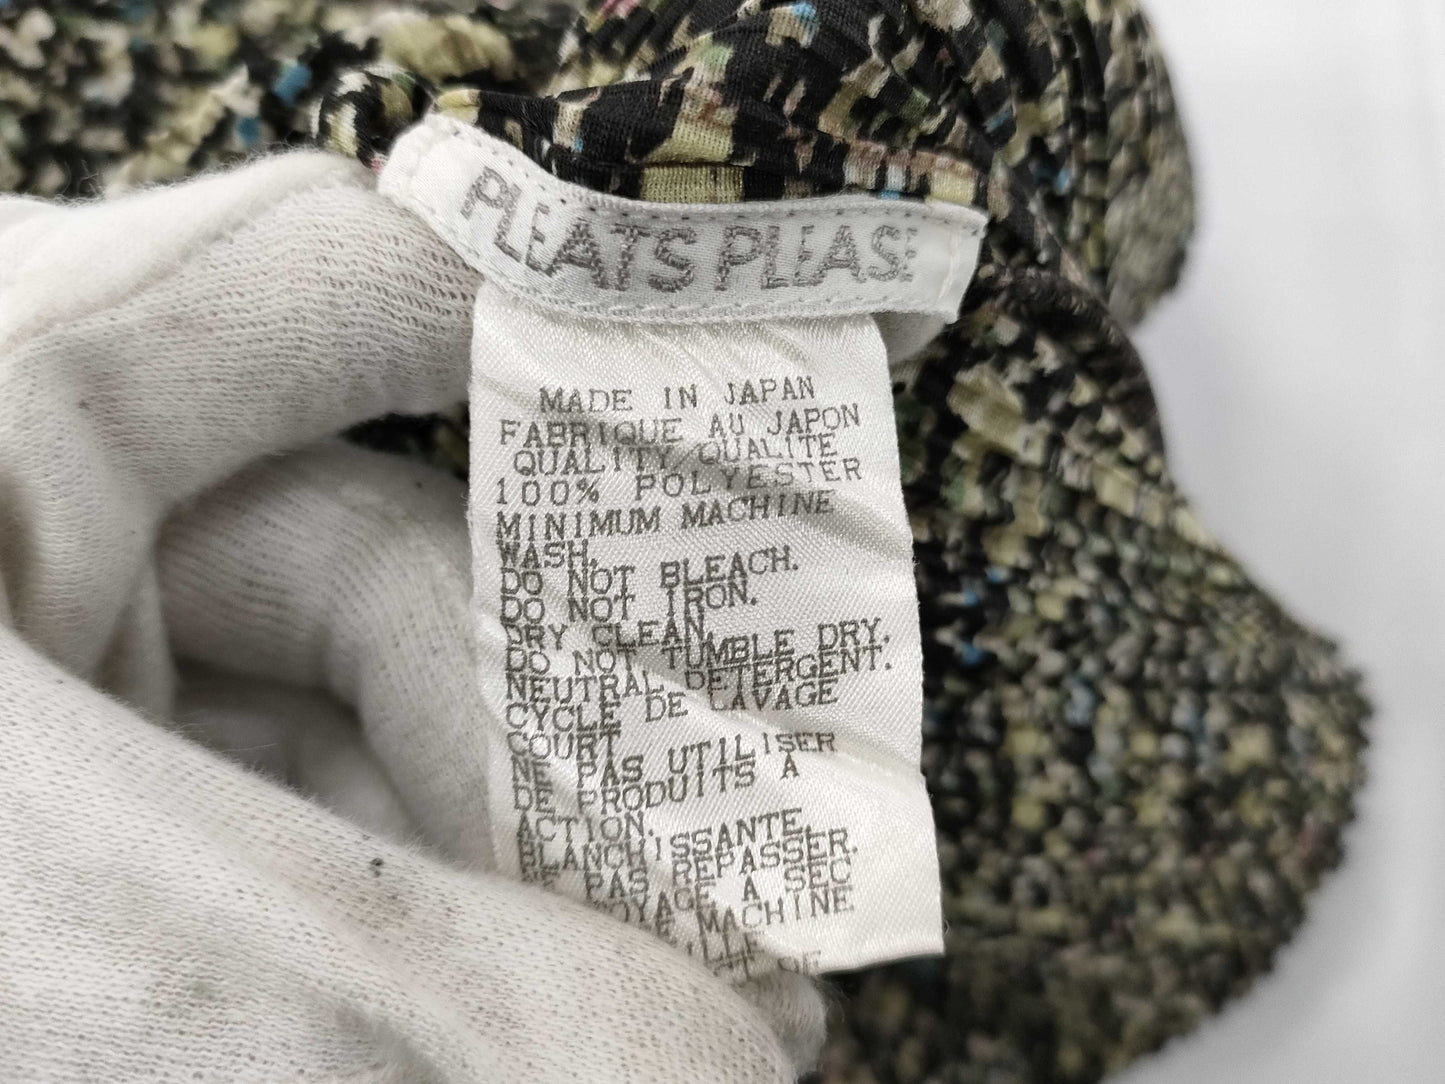 PLEATS PLEASE
MADE IN JAPAN
FABRIQUE AU JAPON
QUALITY QUALITE
100% POLYESTER
MINIMUM MACHINE
WASH.
DO NOT BLEACH.
DO NOT IRON.
DRY CLEAN
DO NOT TUMBLE DRY.
NEUTRAL DETERGENT.
CYCLE DE LAVAGE
COURT
NE PAS UTILISER
DE PRODUITS A
ACTION
BLANCHISSANTE.
PAS REPASSER.
A SEC
PAS
MACHINE